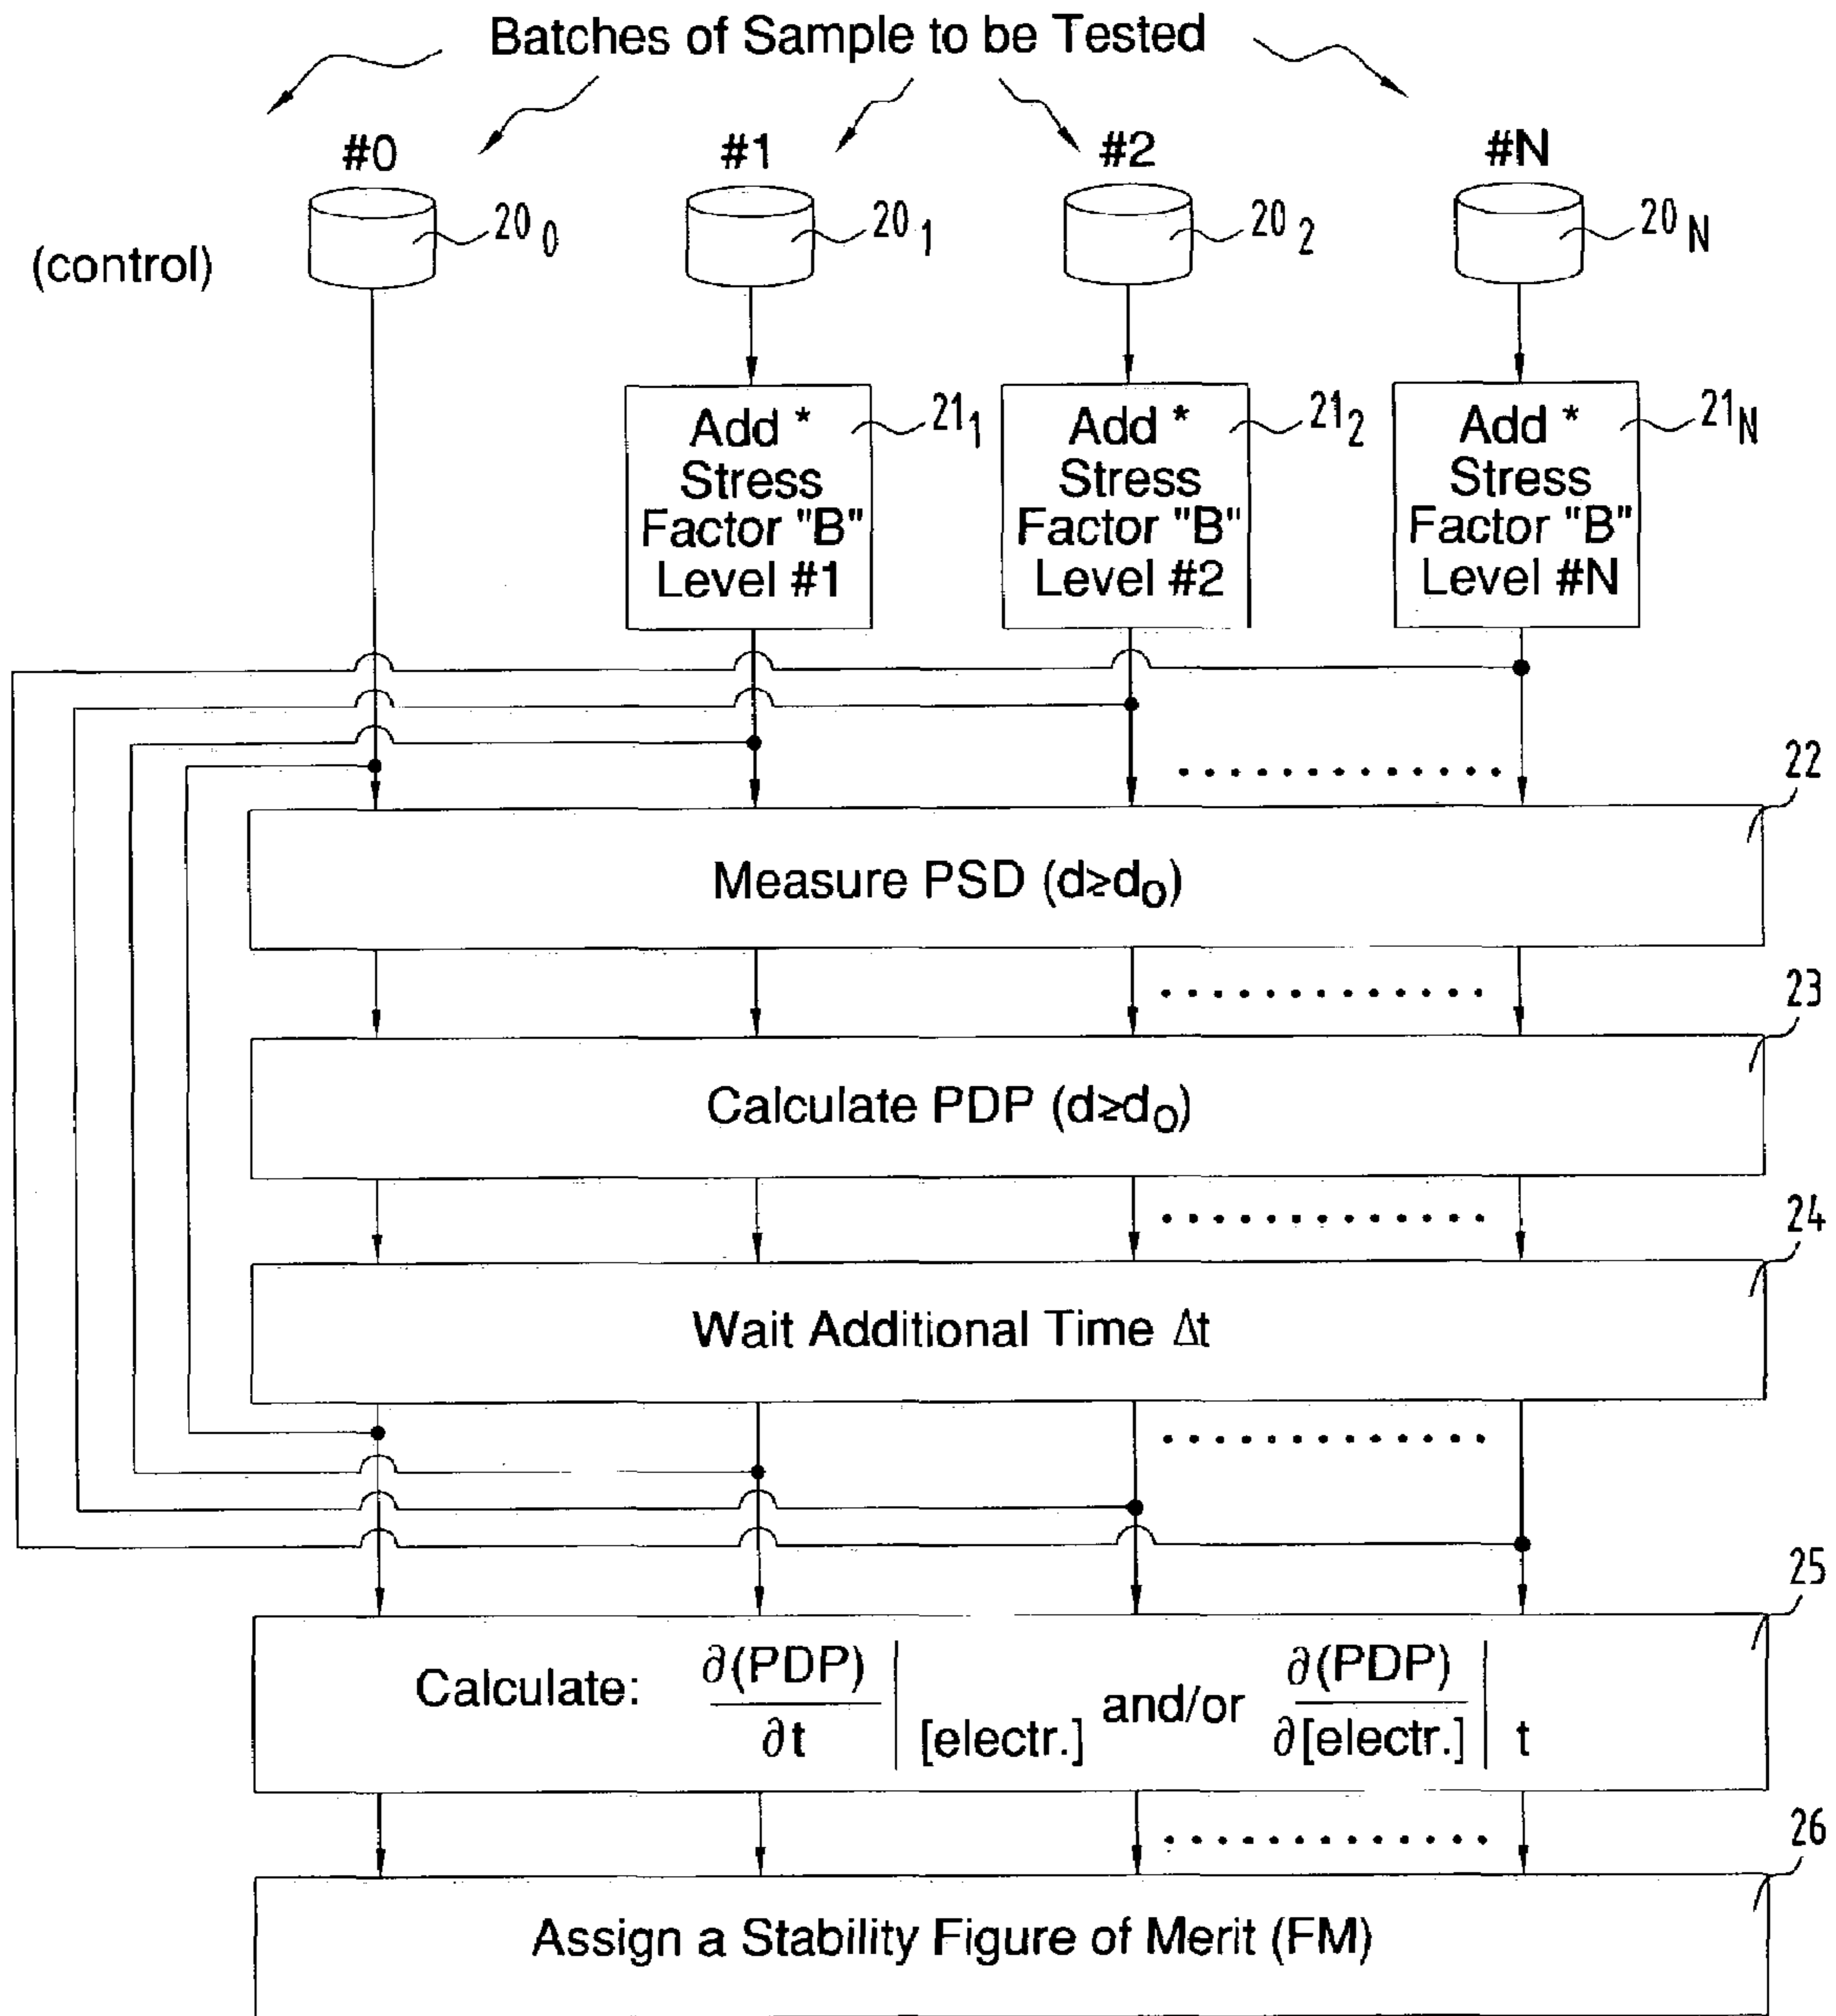 Batches of Sample to be Tested
#0 #1 #2 #N
(control)
20 0 20 1 20 2 20 N
Add * Stress Factor "B" Level #1
21 1
Add * Stress Factor "B" Level #2
21 2
Add * Stress Factor "B" Level #N
21 N
22
Measure PSD (d≥do)
23
Calculate PDP (d≥do)
24
Wait Additional Time Δt
25
Calculate: ∂(PDP) / ∂t | [electr.] and/or ∂(PDP) / ∂[electr.] | t
26
Assign a Stability Figure of Merit (FM)